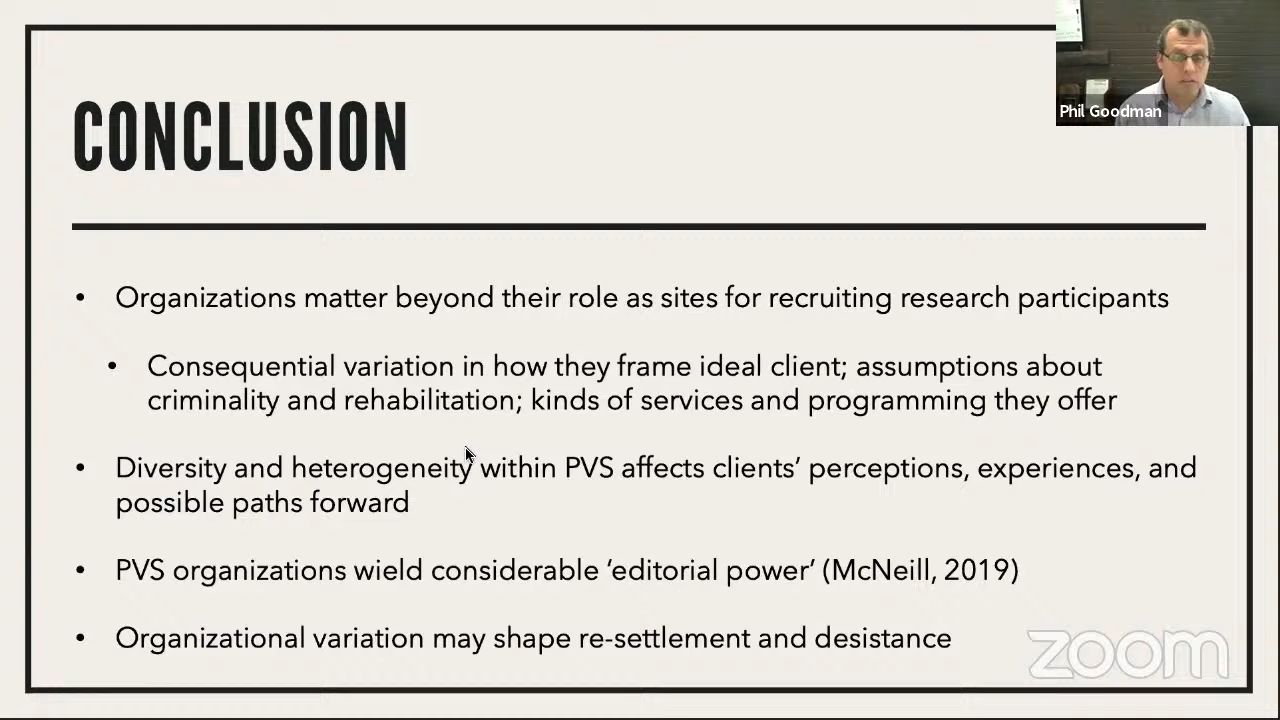 CONCLUSION
Phil Goodman
• Organizations matter beyond their role as sites for recruiting research participants
• Consequential variation in how they frame ideal client; assumptions about
criminality and rehabilitation; kinds of services and programming they offer
• Diversity and heterogeneity within PVS affects clients’ perceptions, experiences, and
possible paths forward
• PVS organizations wield considerable ‘editorial power’ (McNeill, 2019)
• Organizational variation may shape re-settlement and desistance
zoom